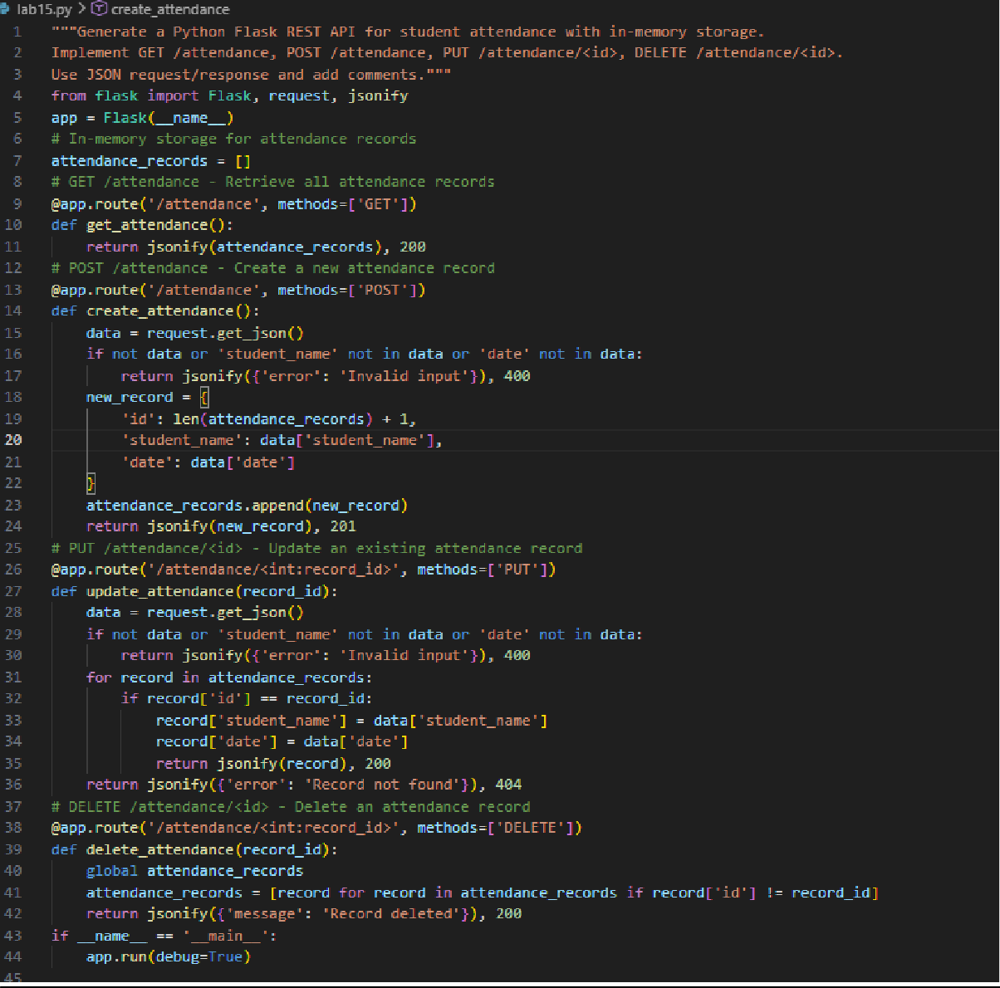 lab15.py > create_attendance
1 """Generate a Python Flask REST API for student attendance with in-memory storage.
2 Implement GET /attendance, POST /attendance, PUT /attendance/<id>, DELETE /attendance/<id>.
3 Use JSON request/response and add comments."""
4 from flask import Flask, request, jsonify
5 app = Flask(__name__)
6 # In-memory storage for attendance records
7 attendance_records = []
8 # GET /attendance - Retrieve all attendance records
9 @app.route('/attendance', methods=['GET'])
10 def get_attendance():
11     return jsonify(attendance_records), 200
12 # POST /attendance - Create a new attendance record
13 @app.route('/attendance', methods=['POST'])
14 def create_attendance():
15     data = request.get_json()
16     if not data or 'student_name' not in data or 'date' not in data:
17         return jsonify({'error': 'Invalid input'}), 400
18     new_record = {
19         'id': len(attendance_records) + 1,
20         'student_name': data['student_name'],
21         'date': data['date']
22     }
23     attendance_records.append(new_record)
24     return jsonify(new_record), 201
25 # PUT /attendance/<id> - Update an existing attendance record
26 @app.route('/attendance/<int:record_id>', methods=['PUT'])
27 def update_attendance(record_id):
28     data = request.get_json()
29     if not data or 'student_name' not in data or 'date' not in data:
30         return jsonify({'error': 'Invalid input'}), 400
31     for record in attendance_records:
32         if record['id'] == record_id:
33             record['student_name'] = data['student_name']
34             record['date'] = data['date']
35             return jsonify(record), 200
36     return jsonify({'error': 'Record not found'}), 404
37 # DELETE /attendance/<id> - Delete an attendance record
38 @app.route('/attendance/<int:record_id>', methods=['DELETE'])
39 def delete_attendance(record_id):
40     global attendance_records
41     attendance_records = [record for record in attendance_records if record['id'] != record_id]
42     return jsonify({'message': 'Record deleted'}), 200
43 if __name__ == '__main__':
44     app.run(debug=True)
45